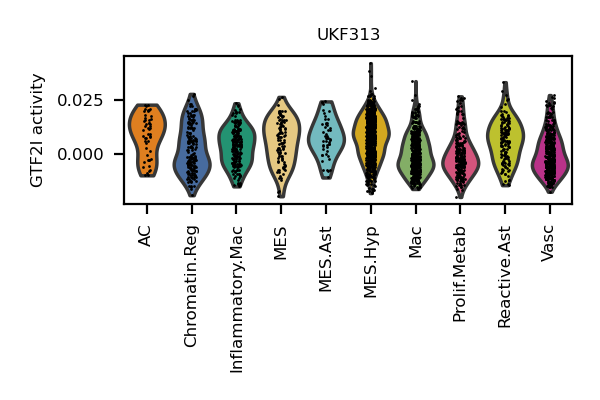 UKF313
GTF2I activity
0.025
0.000
AC
Chromatin.Reg
Inflammatory.Mac
MES
MES.Ast
MES.Hyp
Mac
Prolif.Metab
Reactive.Ast
Vasc